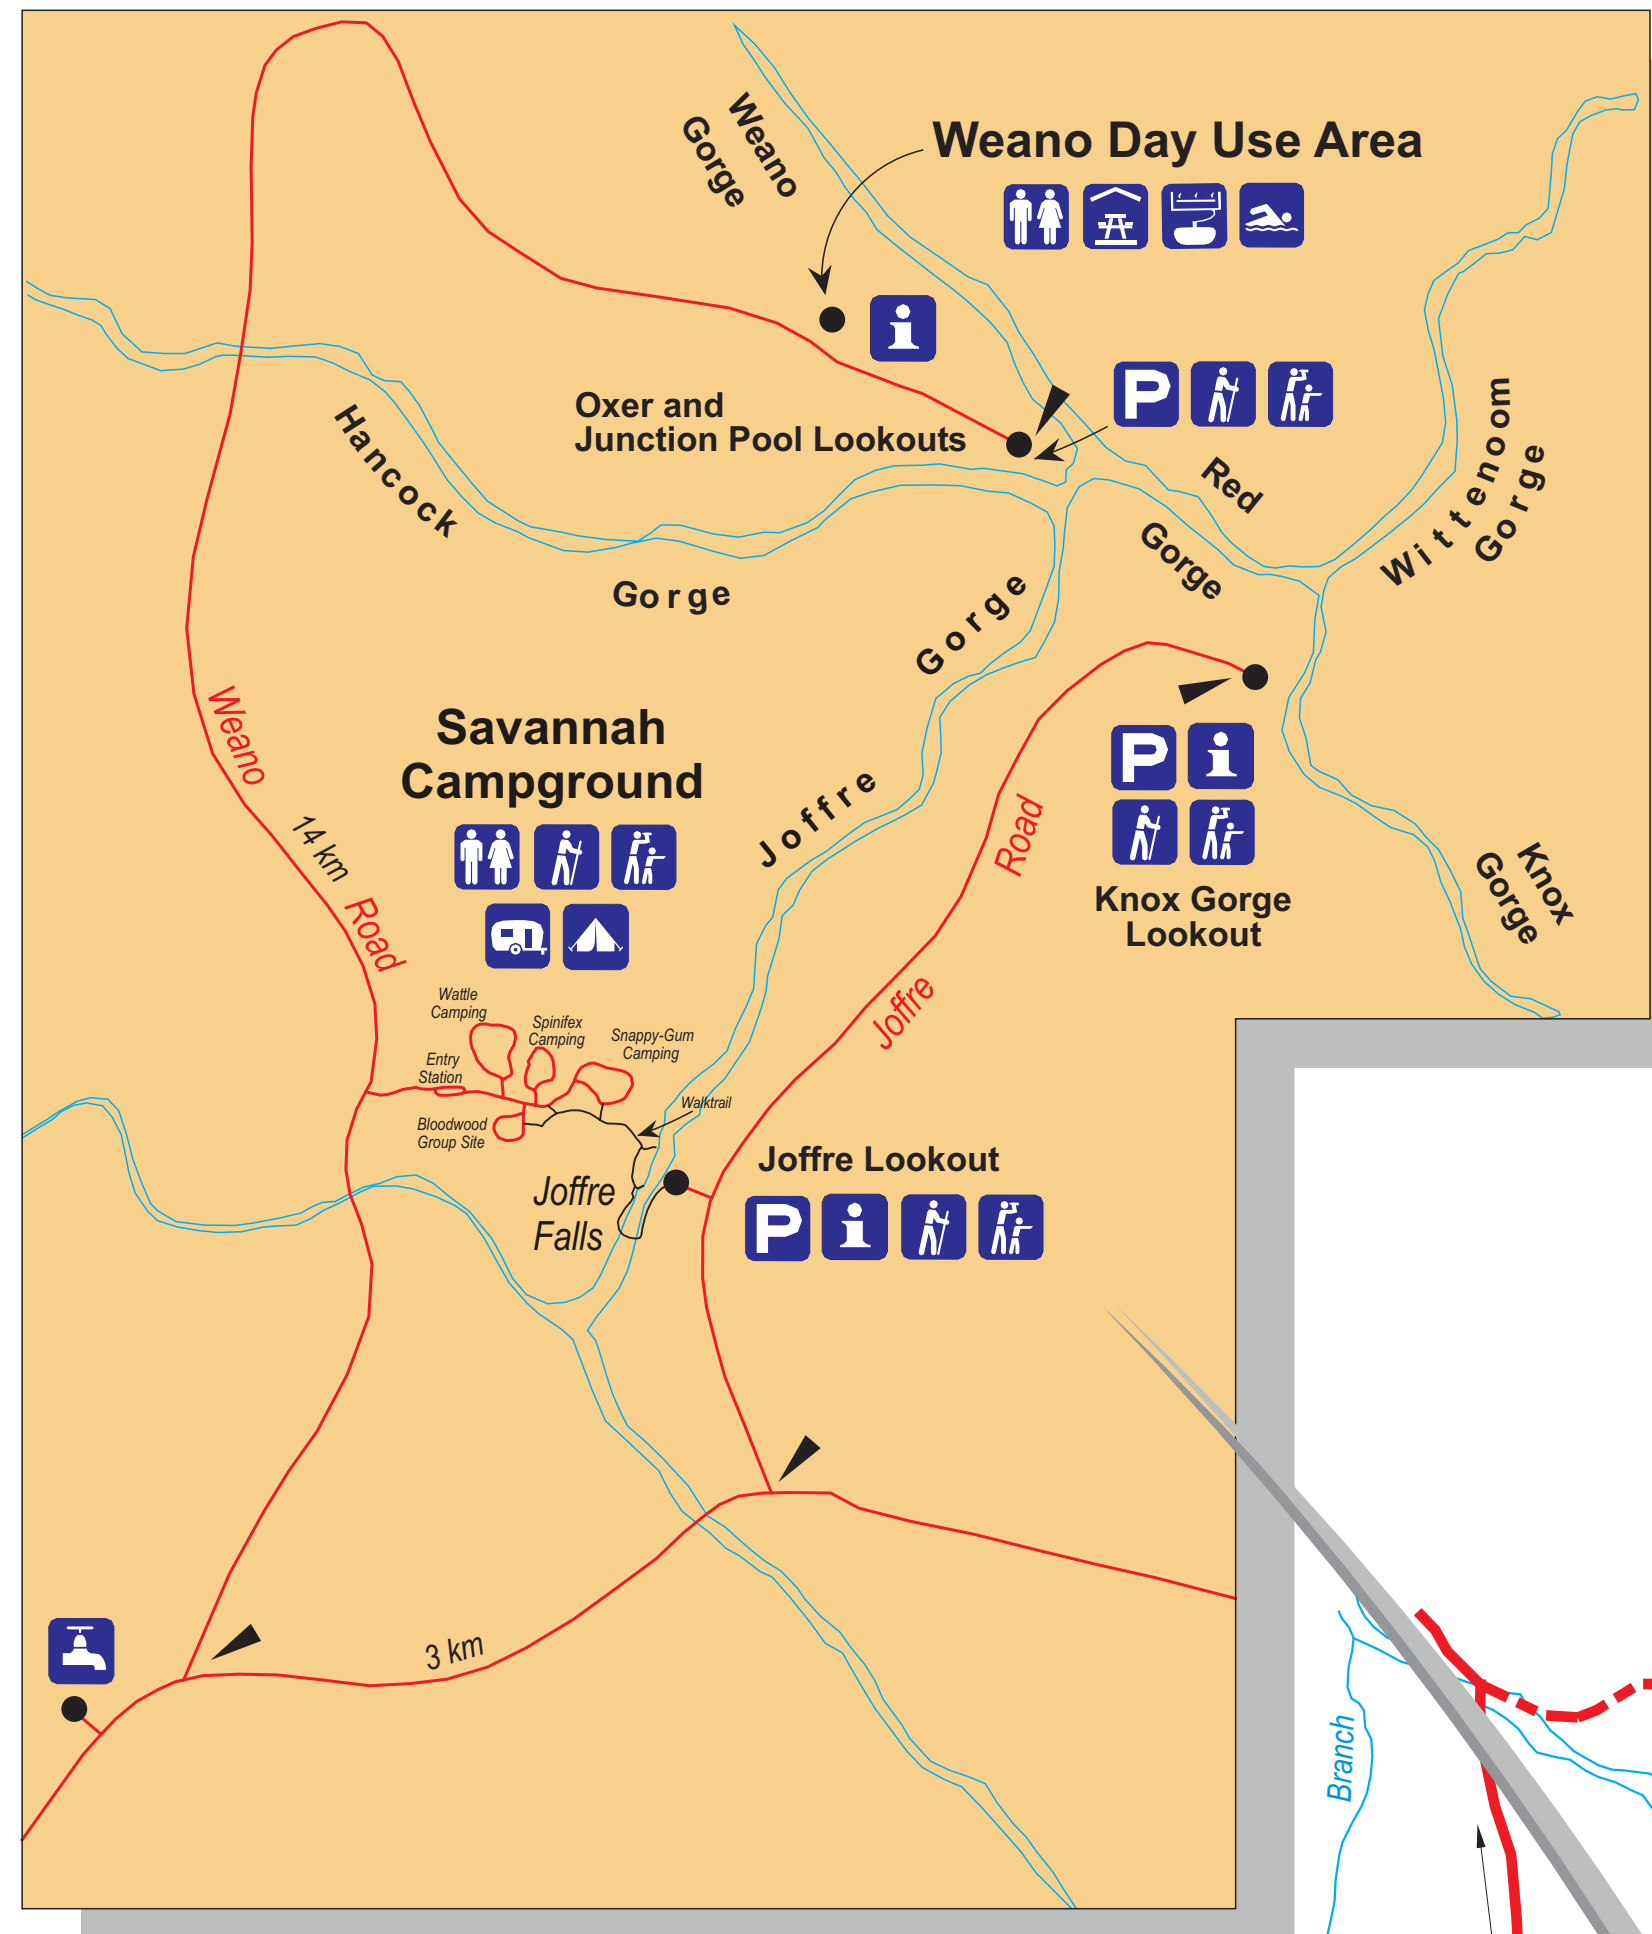 Weano
Gorge
Weano Day Use Area
Oxer and
Junction Pool Lookouts
P
Hancock
Gorge
Red
Gorge
Wittenoom
Gorge
Gorge
Joffre
Weano
14 km
Road
Savannah
Campground
Road
Joffre
P
Knox Gorge
Lookout
Knox
Gorge
Wattle
Camping
Spinifex
Camping
Snappy-Gum
Camping
Entry
Station
Bloodwood
Group Site
Walktrail
Joffre
Falls
Joffre Lookout
P
3 km
Branch